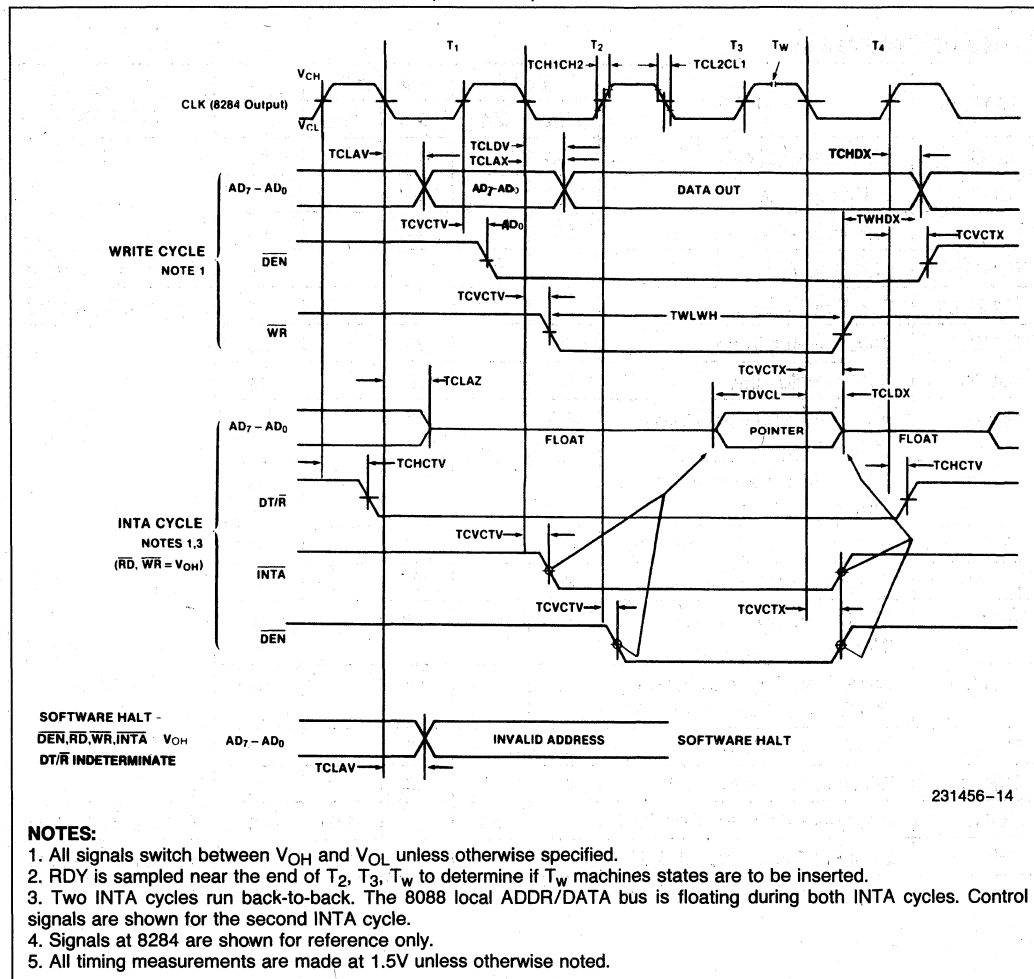 T1 T2 T3 TW T4
TCH1CH2 TCL2CL1
VCH
CLK (8284 Output)
VCL
TCLAV TCLDV TCHDX
TCLAX
AD7–AD0 AD7-AD0 DATA OUT
TCVCTV AD0 TWHDX TCVCTX
WRITE CYCLE
NOTE 1
DEN
TCVCTV TWLWH
WR
TCVCTX
TCLAZ TDVCL TCLDX
AD7–AD0 FLOAT POINTER FLOAT
TCHCTV TCHCTV
DT/R
INTA CYCLE
NOTES 1,3
(RD, WR = VOH)
TCVCTV
INTA
TCVCTV TCVCTX
DEN
SOFTWARE HALT -
DEN,RD,WR,INTA VOH
DT/R INDETERMINATE
AD7–AD0 INVALID ADDRESS SOFTWARE HALT
TCLAV
231456–14
NOTES:
1. All signals switch between VOH and VOL unless otherwise specified.
2. RDY is sampled near the end of T2, T3, TW to determine if TW machines states are to be inserted.
3. Two INTA cycles run back-to-back. The 8088 local ADDR/DATA bus is floating during both INTA cycles. Control
signals are shown for the second INTA cycle.
4. Signals at 8284 are shown for reference only.
5. All timing measurements are made at 1.5V unless otherwise noted.